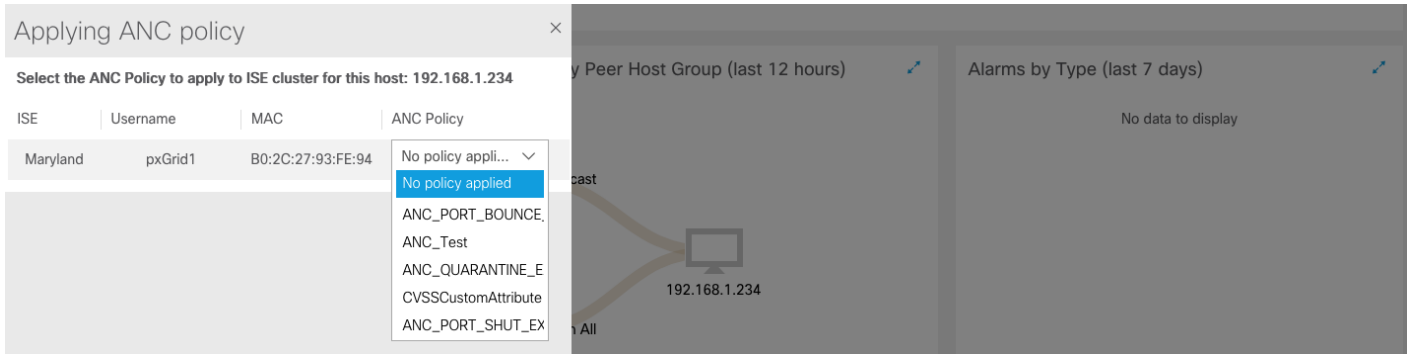 Applying ANC policy
×
Select the ANC Policy to apply to ISE cluster for this host: 192.168.1.234
ISE Username MAC ANC Policy
Maryland pxGrid1 B0:2C:27:93:FE:94 No policy appli...
No policy applied
ANC_PORT_BOUNCE_
ANC_Test
ANC_QUARANTINE_E
CVSSCustomAttribute
ANC_PORT_SHUT_EX
y Peer Host Group (last 12 hours)
cast
192.168.1.234
n All
Alarms by Type (last 7 days)
No data to display